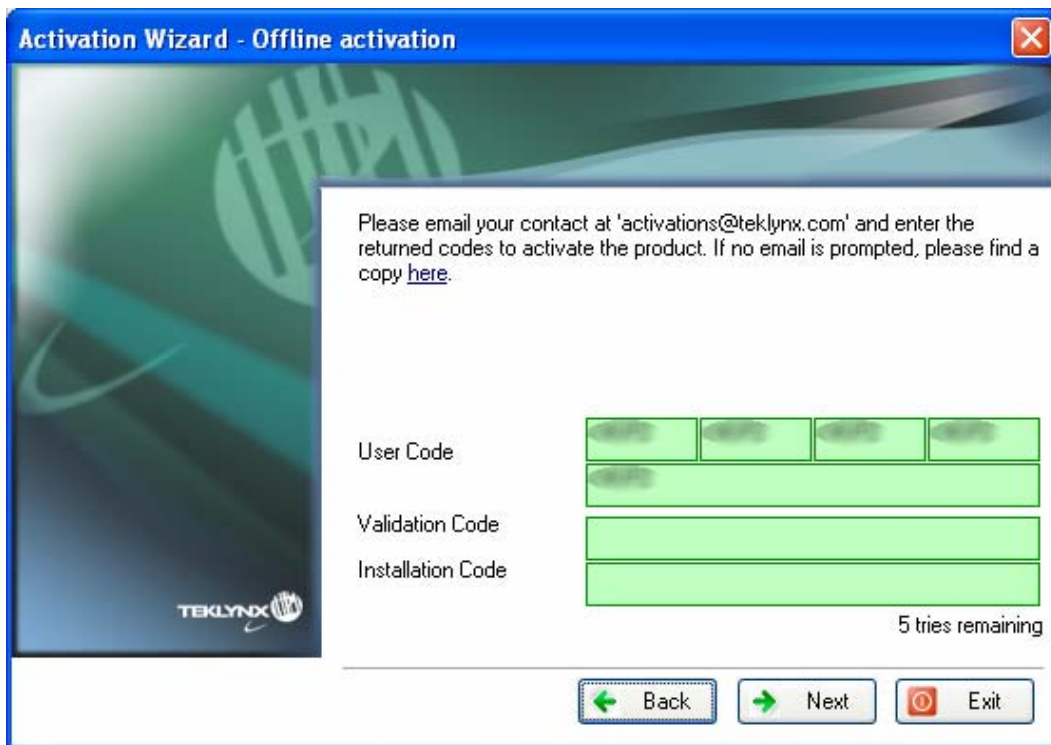 Activation Wizard - Offline activation
Please email your contact at 'activations@teklynx.com' and enter the
returned codes to activate the product. If no email is prompted, please find a
copy here.
User Code
Validation Code
Installation Code
5 tries remaining
TEKLYNX
Back Next Exit